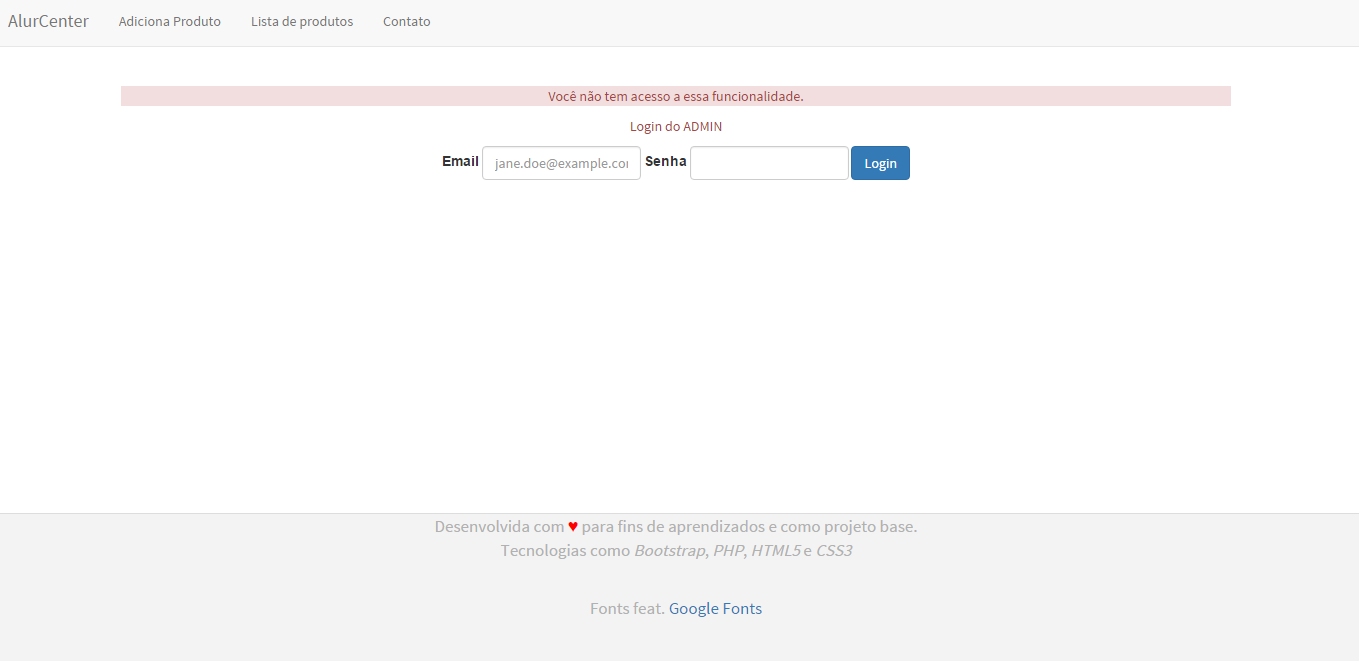 AlurCenter Adiciona Produto Lista de produtos Contato
Você não tem acesso a essa funcionalidade.
Login do ADMIN
Email jane.doe@example.co Senha Login
Desenvolvida com ♥ para fins de aprendizados e como projeto base.
Tecnologias como Bootstrap, PHP, HTML5 e CSS3
Fonts feat. Google Fonts